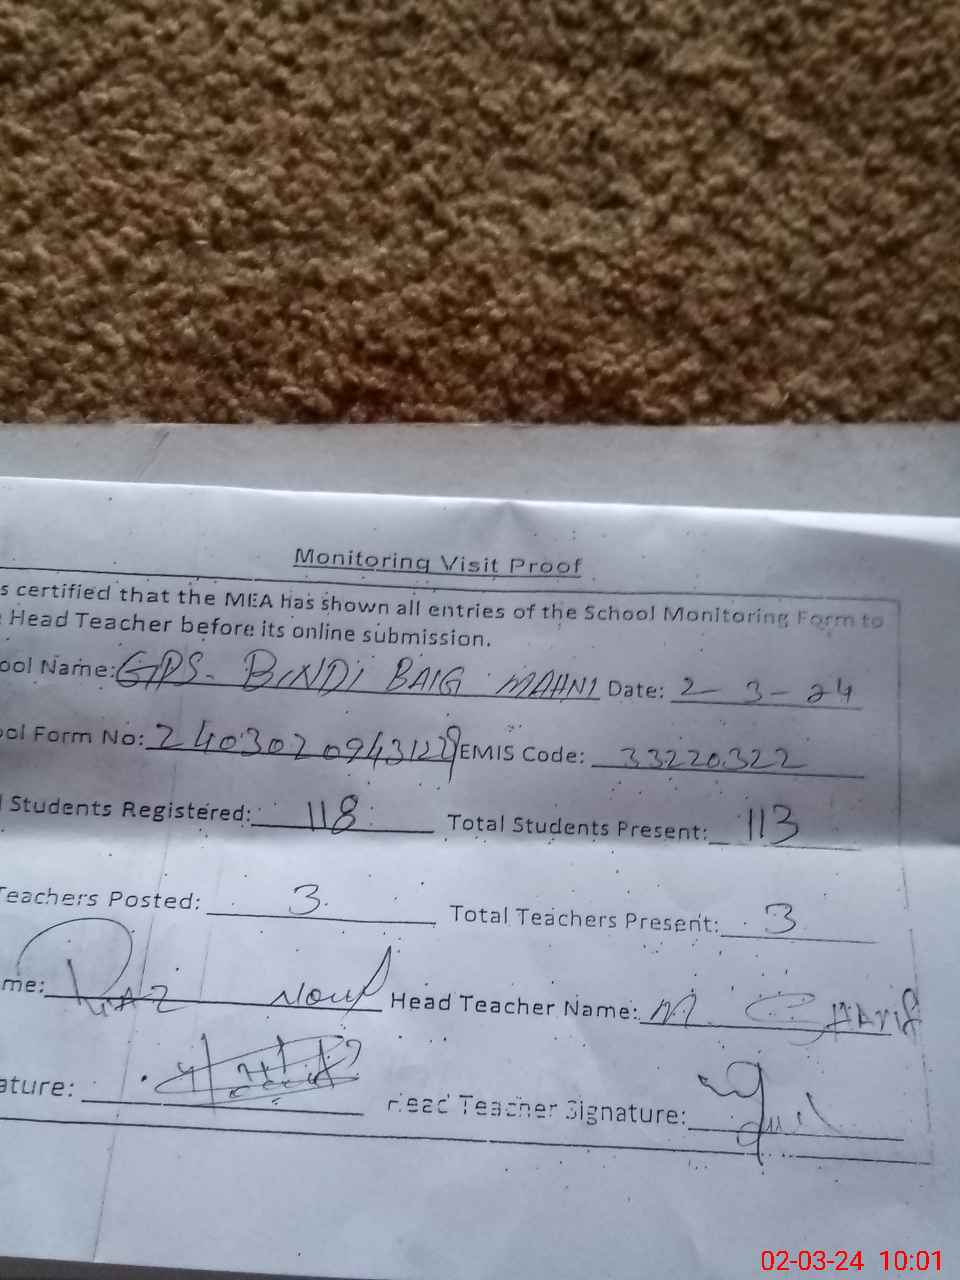 Monitoring Visit Proof
s certified that the MEA has shown all entries of the School Monitoring Form to
Head Teacher before its online submission.
ool Name: GPS. BINDI BAIG MAHNI Date: 2-3-24
ol Form No: EMIS Code: 33220322
Students Registered: 118 Total Students Present: 113
Teachers Posted: 3 Total Teachers Present: 3
me: Head Teacher Name: M.
ature: Head Teacher Signature:
02-03-24 10:01